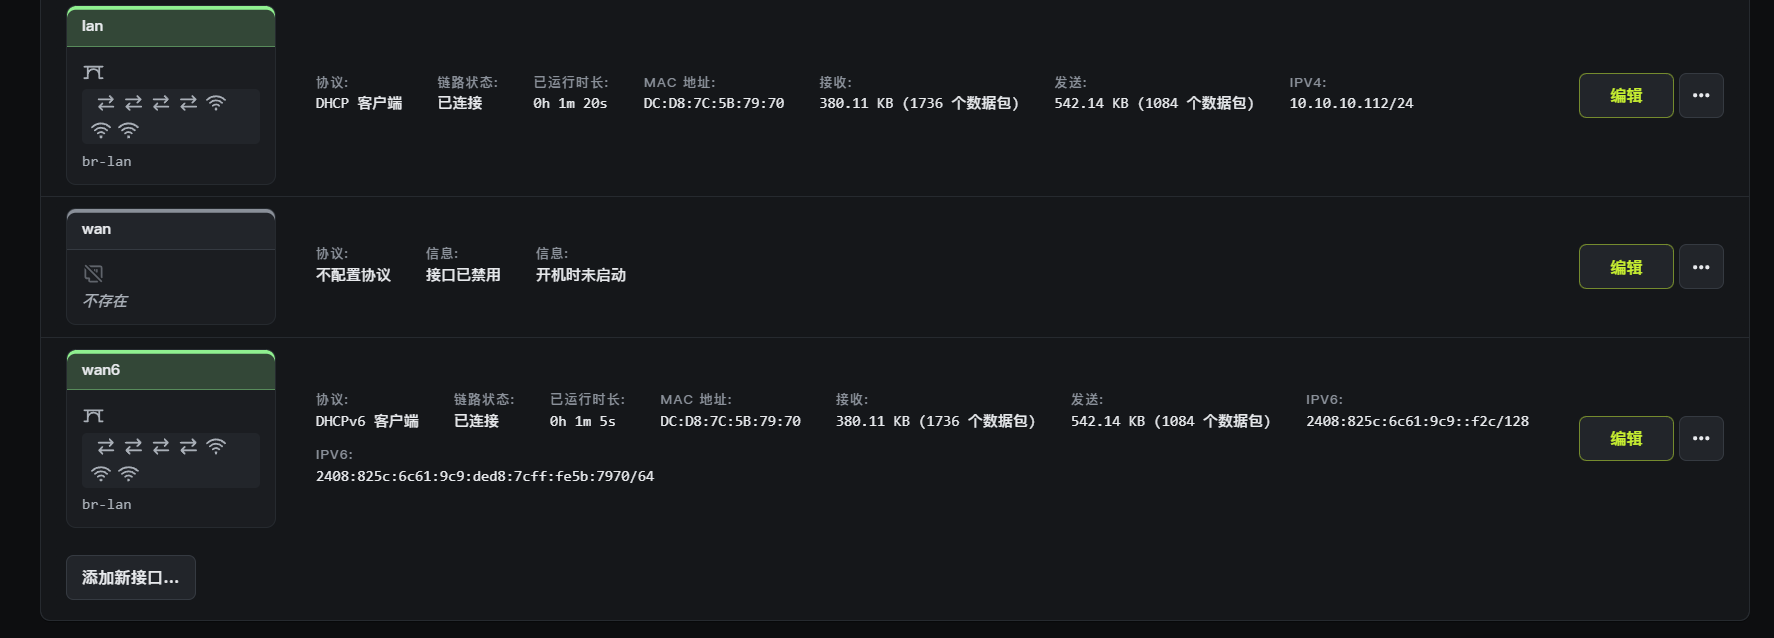 lan
协议: 链路状态: 已运行时长: MAC 地址: 接收: 发送: IPV4:
DHCP 客户端 已连接 0h 1m 20s DC:D8:7C:5B:79:70 380.11 KB (1736 个数据包) 542.14 KB (1084 个数据包) 10.10.10.112/24
编辑 •••
br-lan
wan
协议: 信息: 信息:
不配置协议 接口已禁用 开机时未启动
编辑 •••
不存在
wan6
协议: 链路状态: 已运行时长: MAC 地址: 接收: 发送: IPV6:
DHCPv6 客户端 已连接 0h 1m 5s DC:D8:7C:5B:79:70 380.11 KB (1736 个数据包) 542.14 KB (1084 个数据包) 2408:825c:6c61:9c9::f2c/128
编辑 •••
IPV6:
2408:825c:6c61:9c9:ded8:7cff:fe5b:7970/64
br-lan
添加新接口...